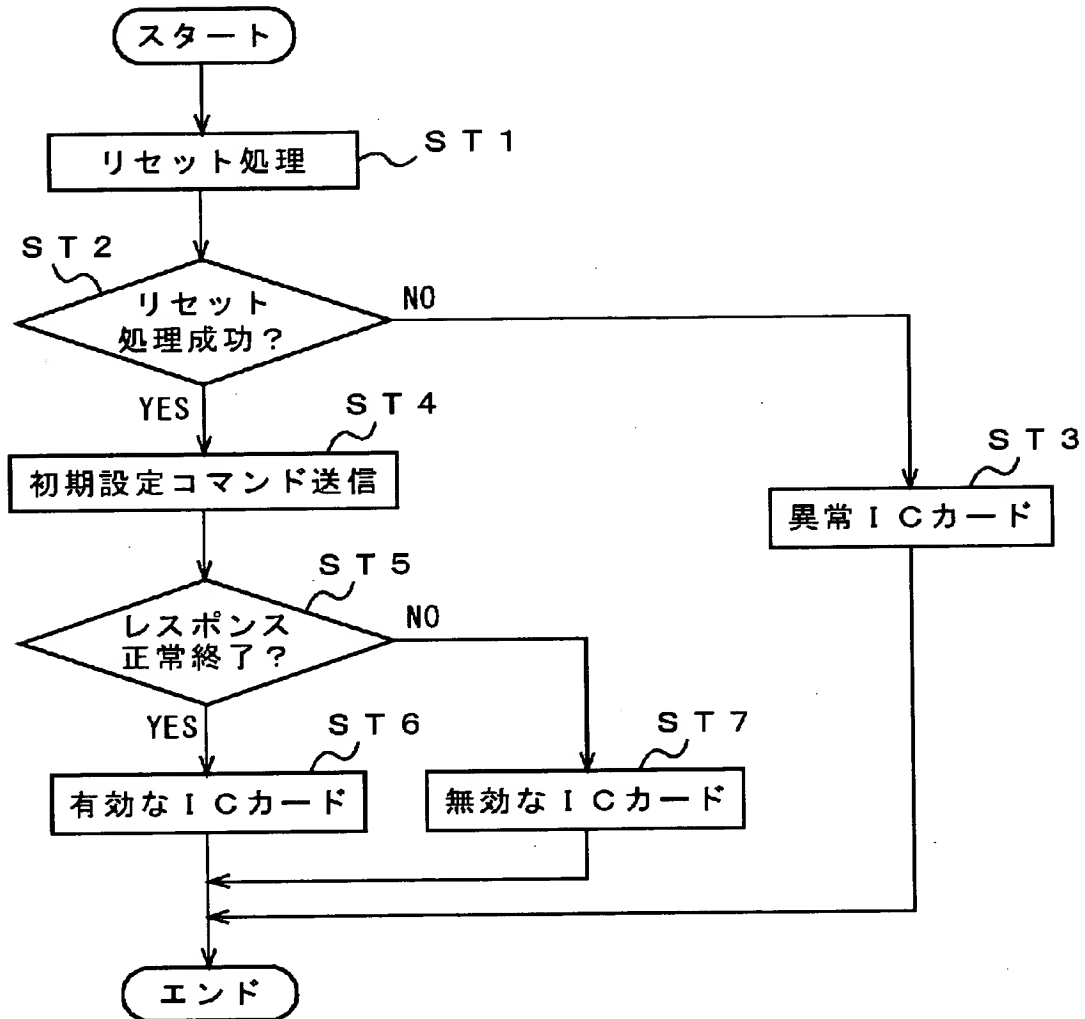 スタート
リセット処理
ST1
ST2
リセット
処理成功?
NO
YES
ST4
初期設定コマンド送信
ST3
異常ICカード
ST5
レスポンス
正常終了?
NO
YES
ST6
有効なICカード
ST7
無効なICカード
エンド